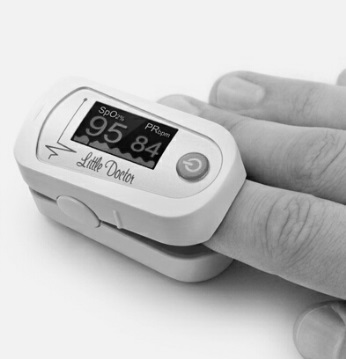 SpO2% PRbpm
95 84
Little Doctor